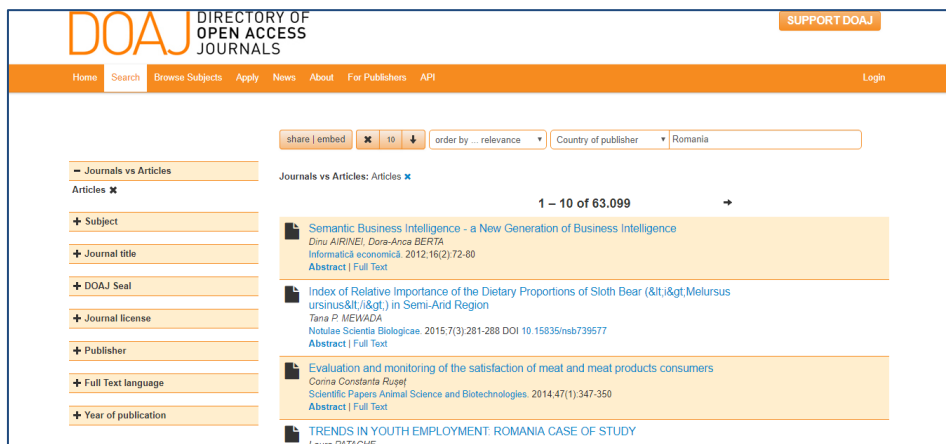 DOAJ
DIRECTORY OF
OPEN ACCESS
JOURNALS
SUPPORT DOAJ
Home Search Browse Subjects Apply News About For Publishers API Login
share | embed 10 order by ... relevance Country of publisher Romania
Journals vs Articles
Articles
Subject
Journal title
DOAJ Seal
Journal license
Publisher
Full Text language
Year of publication
Journals vs Articles: Articles
1 – 10 of 63.099
Semantic Business Intelligence - a New Generation of Business Intelligence
Dinu AIRINEI, Dora-Anca BERTA
Informatică economică. 2012;16(2):72-80
Abstract | Full Text
Index of Relative Importance of the Dietary Proportions of Sloth Bear (&lt;i&gt;Melursus
ursinus&lt;/i&gt;) in Semi-Arid Region
Tana P. MEWADA
Notulae Scientia Biologicae. 2015;7(3):281-288 DOI 10.15835/nsb739577
Abstract | Full Text
Evaluation and monitoring of the satisfaction of meat and meat products consumers
Corina Constanta Rușeț
Scientific Papers Animal Science and Biotechnologies. 2014;47(1):347-350
Abstract | Full Text
TRENDS IN YOUTH EMPLOYMENT. ROMANIA CASE OF STUDY